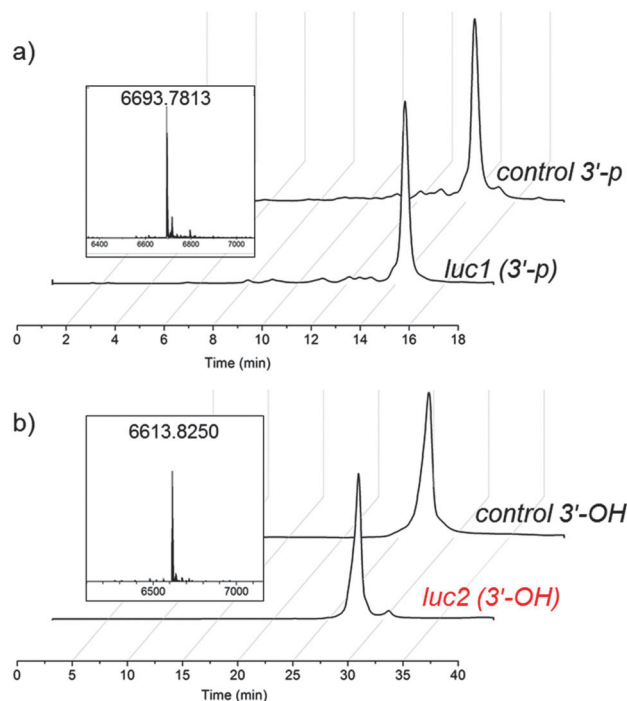 a)
6693.7813
control 3'-p
6400 6600 6800 7000
luc1 (3'-p)
0 2 4 6 8 10 12 14 16 18
Time (min)
b)
6613.8250
control 3'-OH
6500 7000
luc2 (3'-OH)
0 5 10 15 20 25 30 35 40
Time (min)